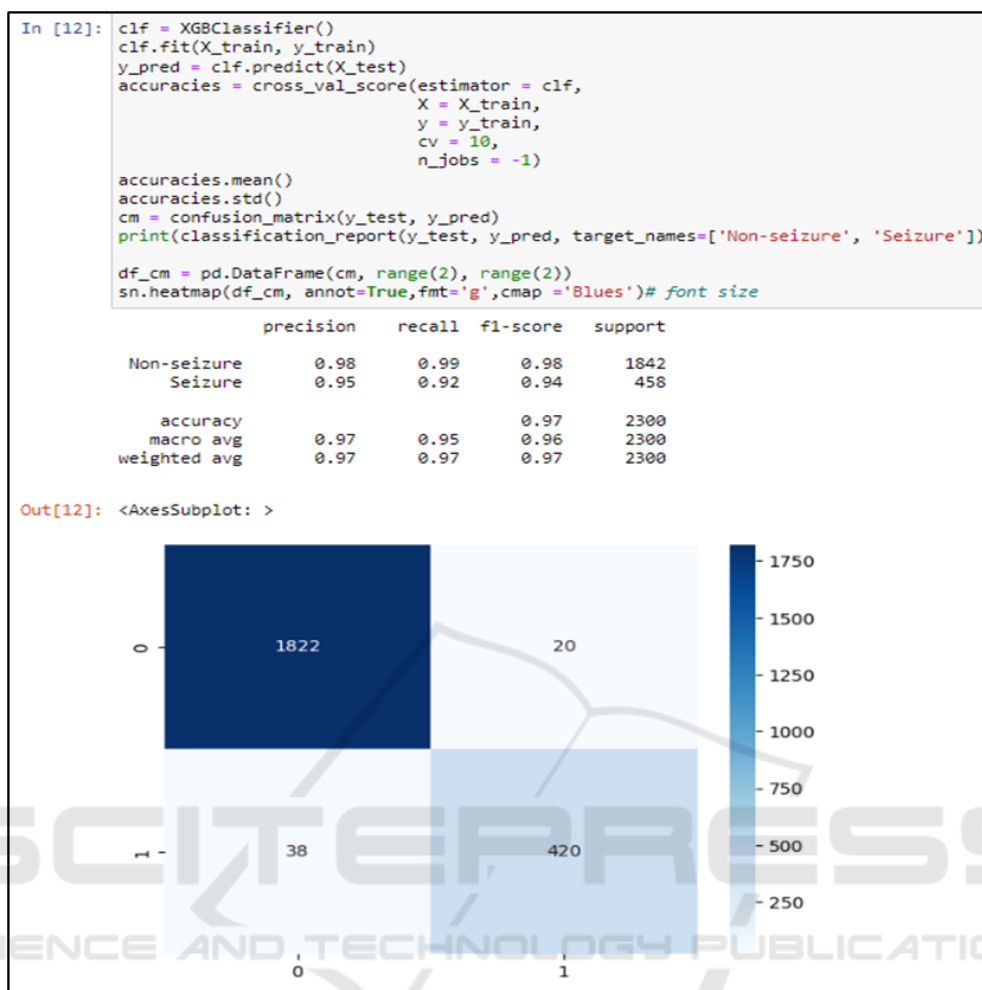 In [12]: clf = XGBClassifier()
clf.fit(X_train, y_train)
y_pred = clf.predict(X_test)
accuracies = cross_val_score(estimator = clf,
X = X_train,
y = y_train,
cv = 10,
n_jobs = -1)
accuracies.mean()
accuracies.std()
cm = confusion_matrix(y_test, y_pred)
print(classification_report(y_test, y_pred, target_names=['Non-seizure', 'Seizure'])
df_cm = pd.DataFrame(cm, range(2), range(2))
sn.heatmap(df_cm, annot=True,fmt='g',cmap ='Blues')# font size
precision recall f1-score support
Non-seizure 0.98 0.99 0.98 1842
Seizure 0.95 0.92 0.94 458
accuracy 0.97 2300
macro avg 0.97 0.95 0.96 2300
weighted avg 0.97 0.97 0.97 2300
Out[12]: <AxesSubplot: >
1750
1500
0 1822 20
1250
1000
750
SCITEPRESS
1 38 420
500
250
IENCE AND TECHNOLOGY PUBLICATIO
0 1